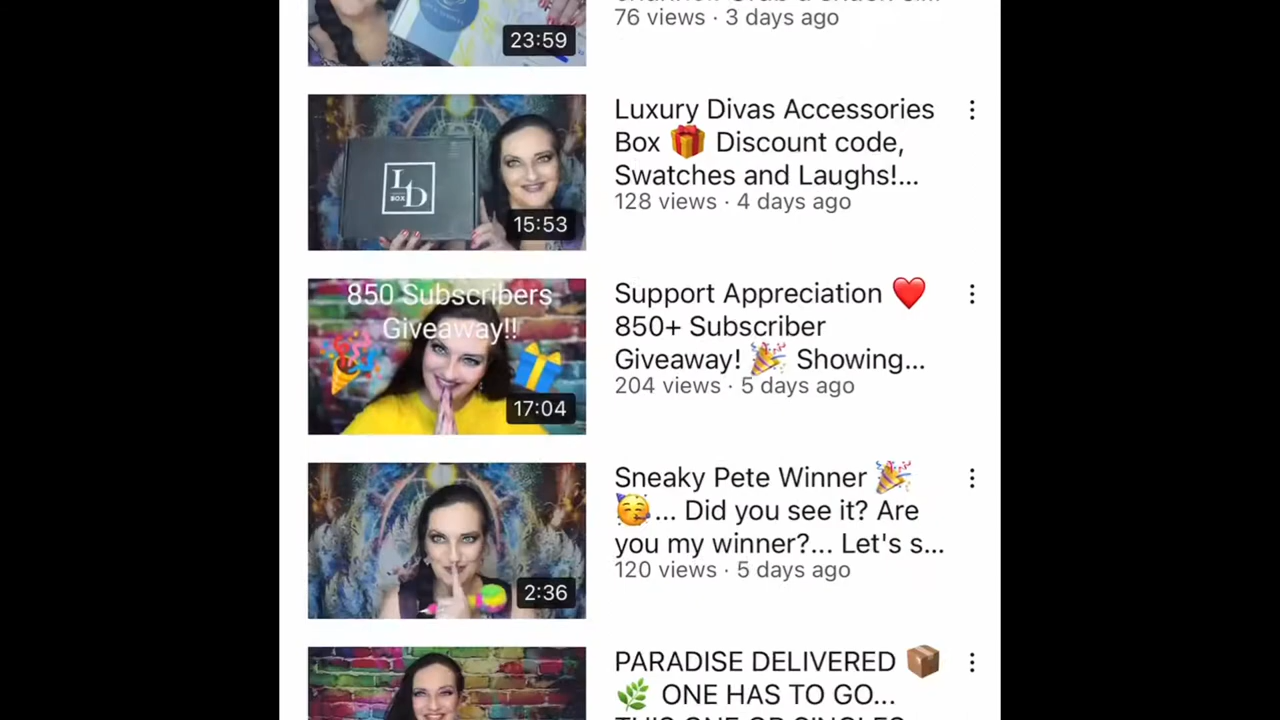 76 views · 3 days ago
23:59
Luxury Divas Accessories
Box 🎁 Discount code,
Swatches and Laughs!...
128 views · 4 days ago
L
D
BOX
15:53
850 Subscribers
Giveaway!!
17:04
Support Appreciation ❤️
850+ Subscriber
Giveaway! 🎉 Showing...
204 views · 5 days ago
Sneaky Pete Winner 🎉
🥳... Did you see it? Are
you my winner?... Let's s...
120 views · 5 days ago
2:36
PARADISE DELIVERED 📦
🌿 ONE HAS TO GO...